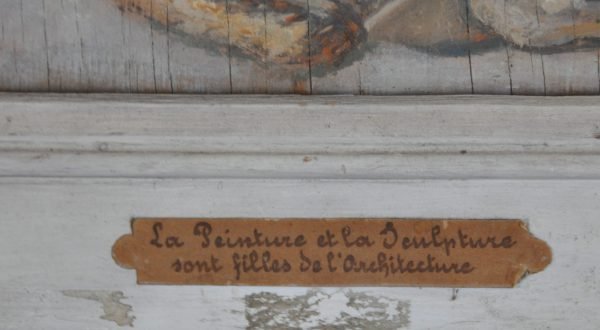 La Peinture et la Sculpture
sont filles de l'Architecture